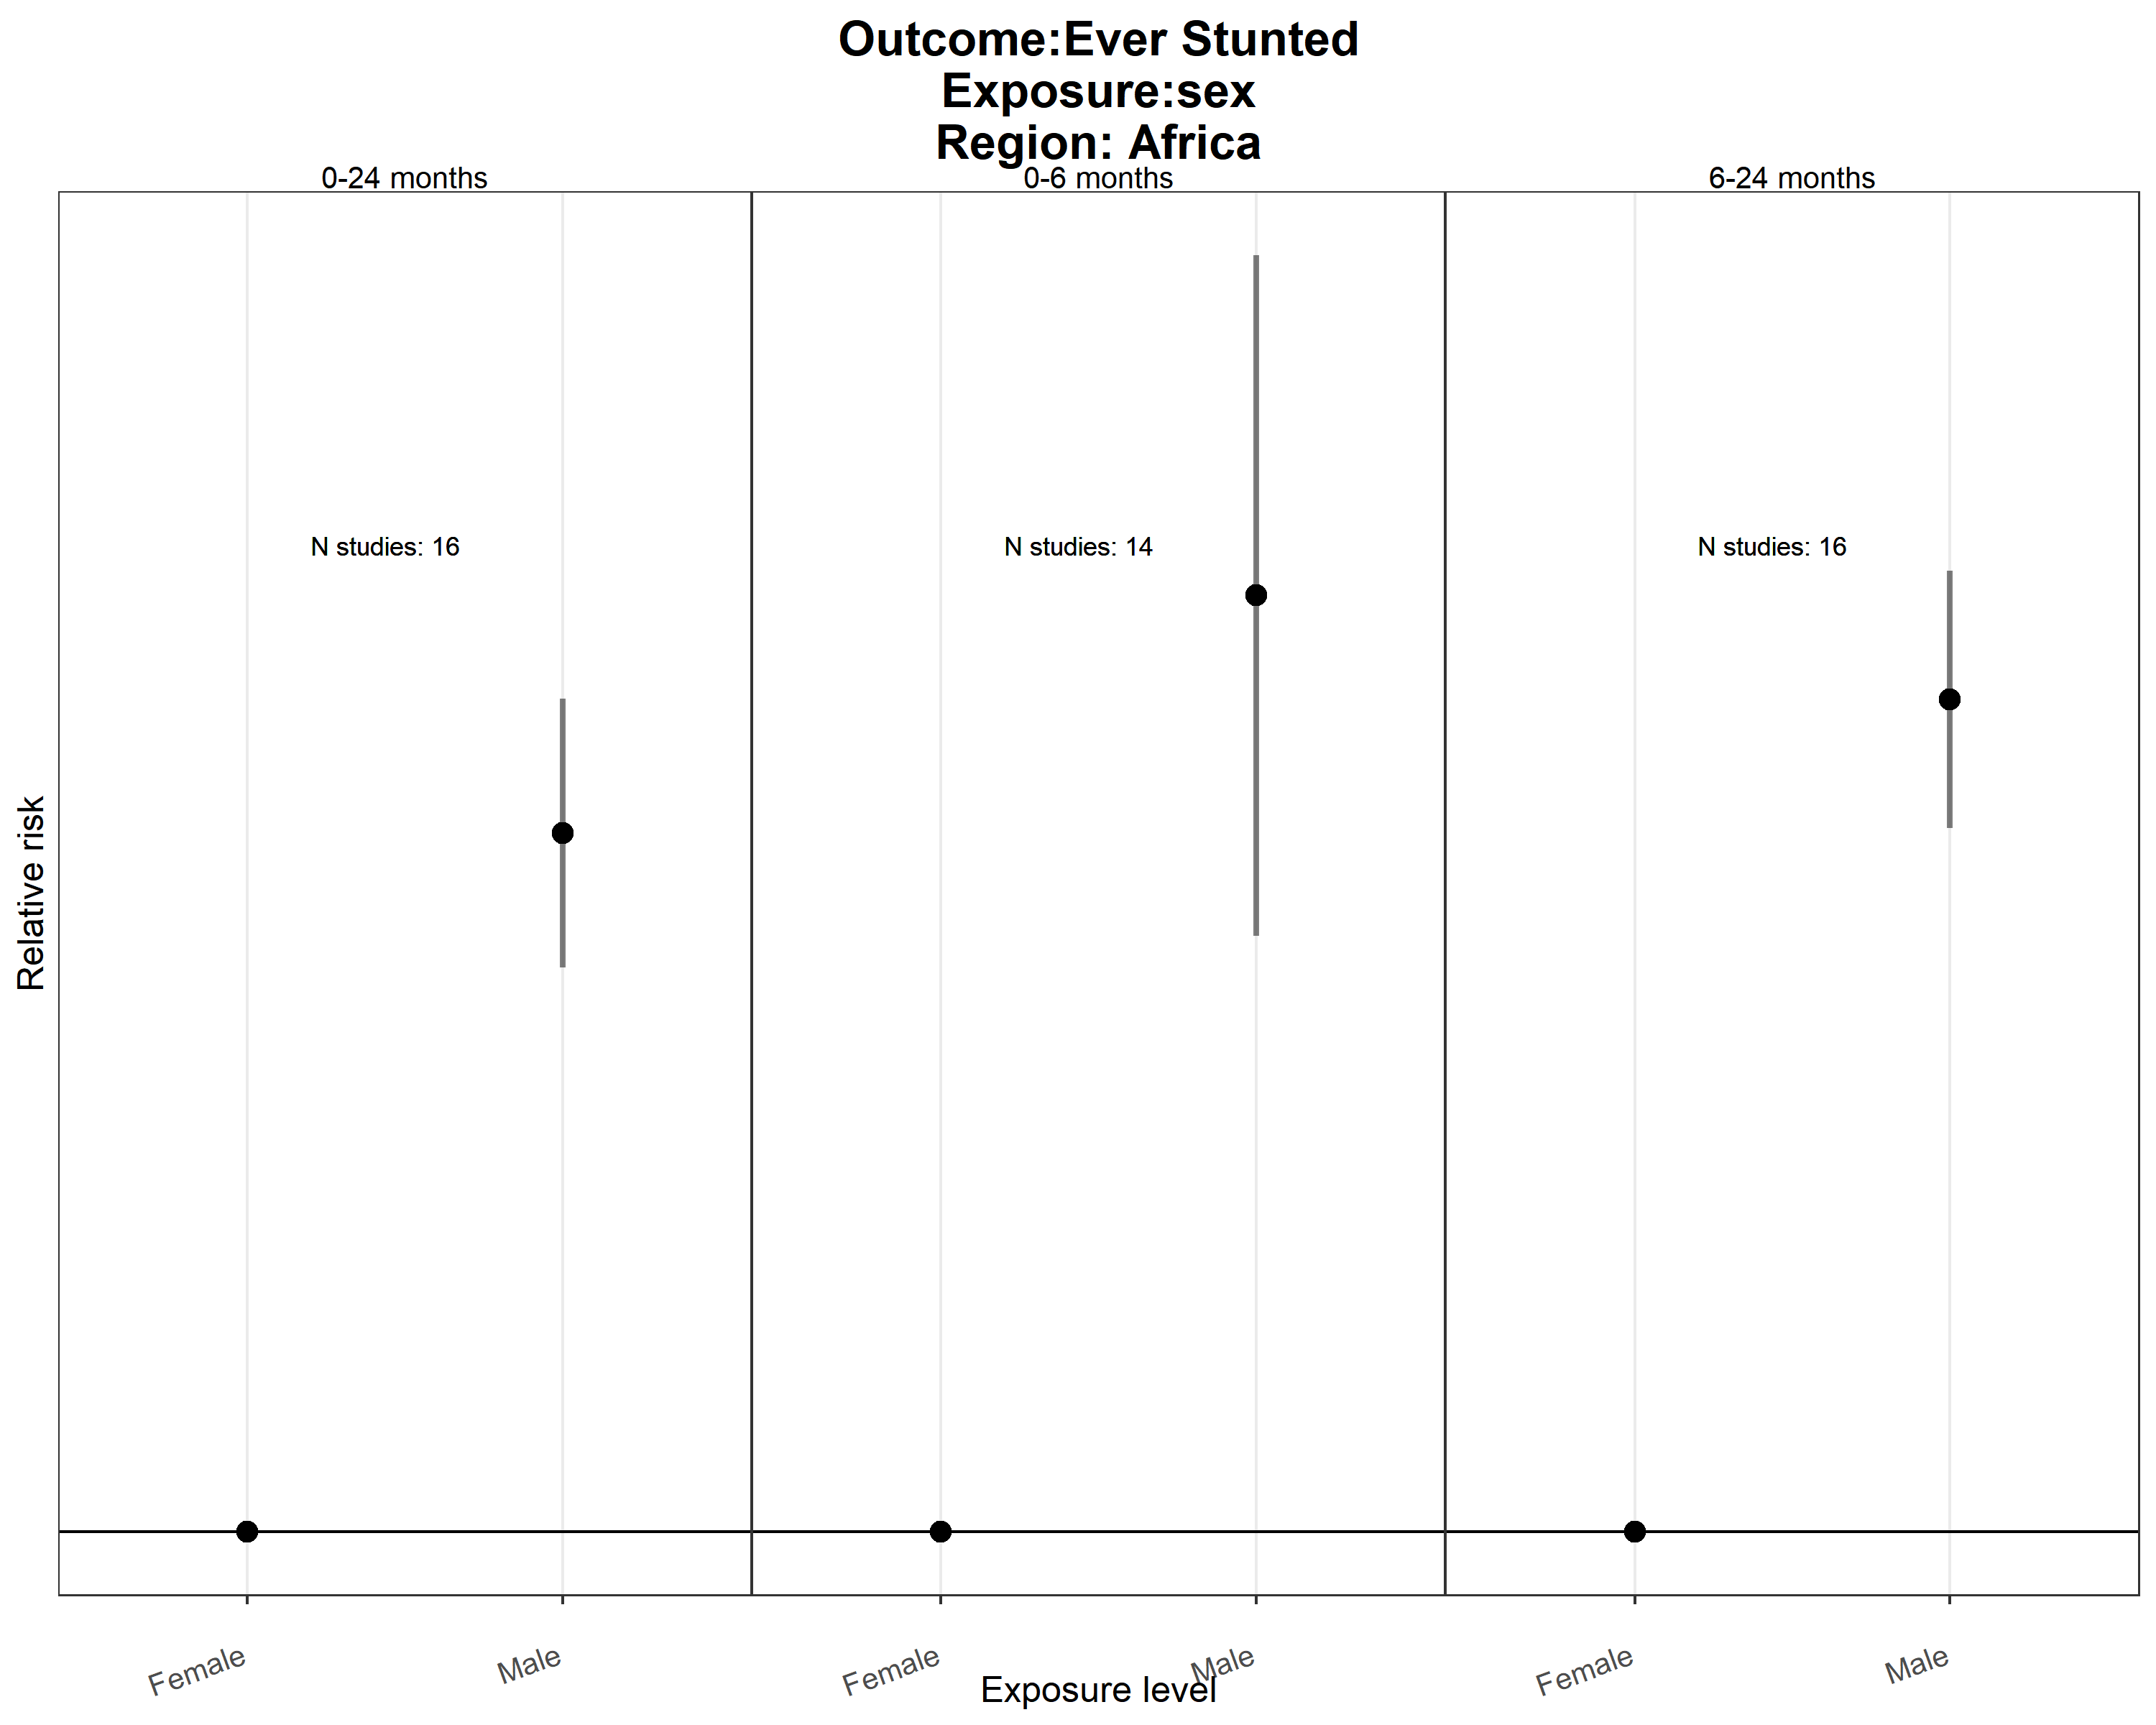 Outcome:Ever Stunted
Exposure:sex
Region: Africa
0-24 months
0-6 months
6-24 months
N studies: 16
N studies: 14
N studies: 16
Relative risk
Female
Male
Female
Male
Female
Male
Exposure level